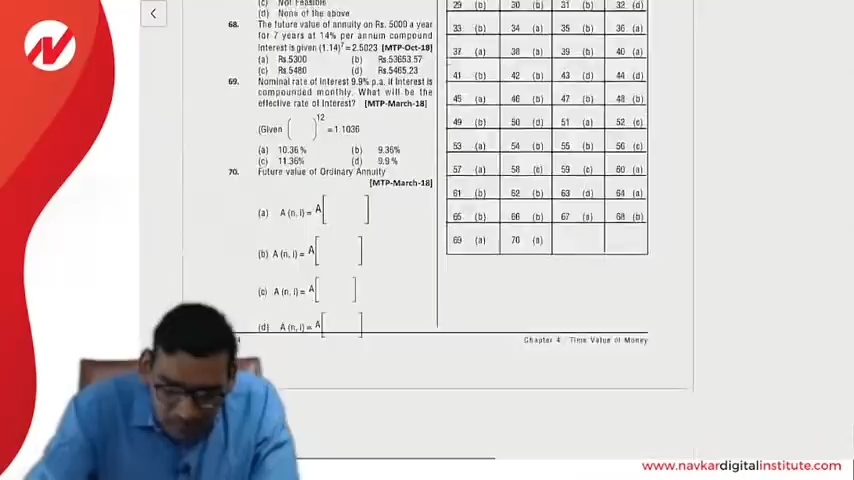 (c) Not Feasible
(d) None of the above
68. The future value of annuity on Rs. 5000 a year
for 7 years at 14% per annum compound
Interest is given (1.14)⁷ = 2.5023 [MTP-Oct-18]
(a) Rs.5300 (b) Rs.53653.57
(c) Rs.5480 (d) Rs.5465.23
69. Nominal rate of Interest 9.9% p.a. If Interest is
compounded monthly. What will be the
effective rate of Interest? [MTP-March-18]
(Given ( )¹² = 1.1036
(a) 10.36 % (b) 9.36%
(c) 11.36% (d) 9.9 %
70. Future value of Ordinary Annuity
[MTP-March-18]
(a) A (n, i) = A[ ]
(b) A (n, i) = A[ ]
(c) A (n, i) = A[ ]
(d) A (n, i) = A[ ]
29 (b) 30 (b) 31 (b) 32 (d)
33 (b) 34 (a) 35 (b) 36 (a)
37 (a) 38 (a) 39 (b) 40 (a)
41 (b) 42 (b) 43 (d) 44 (d)
45 (a) 46 (b) 47 (b) 48 (b)
49 (b) 50 (d) 51 (a) 52 (c)
53 (a) 54 (b) 55 (b) 56 (c)
57 (a) 58 (c) 59 (c) 60 (a)
61 (b) 62 (b) 63 (d) 64 (a)
65 (b) 66 (b) 67 (a) 68 (b)
69 (a) 70 (a)
Chapter 4 : Time Value of Money
www.navkardigitalinstitute.com